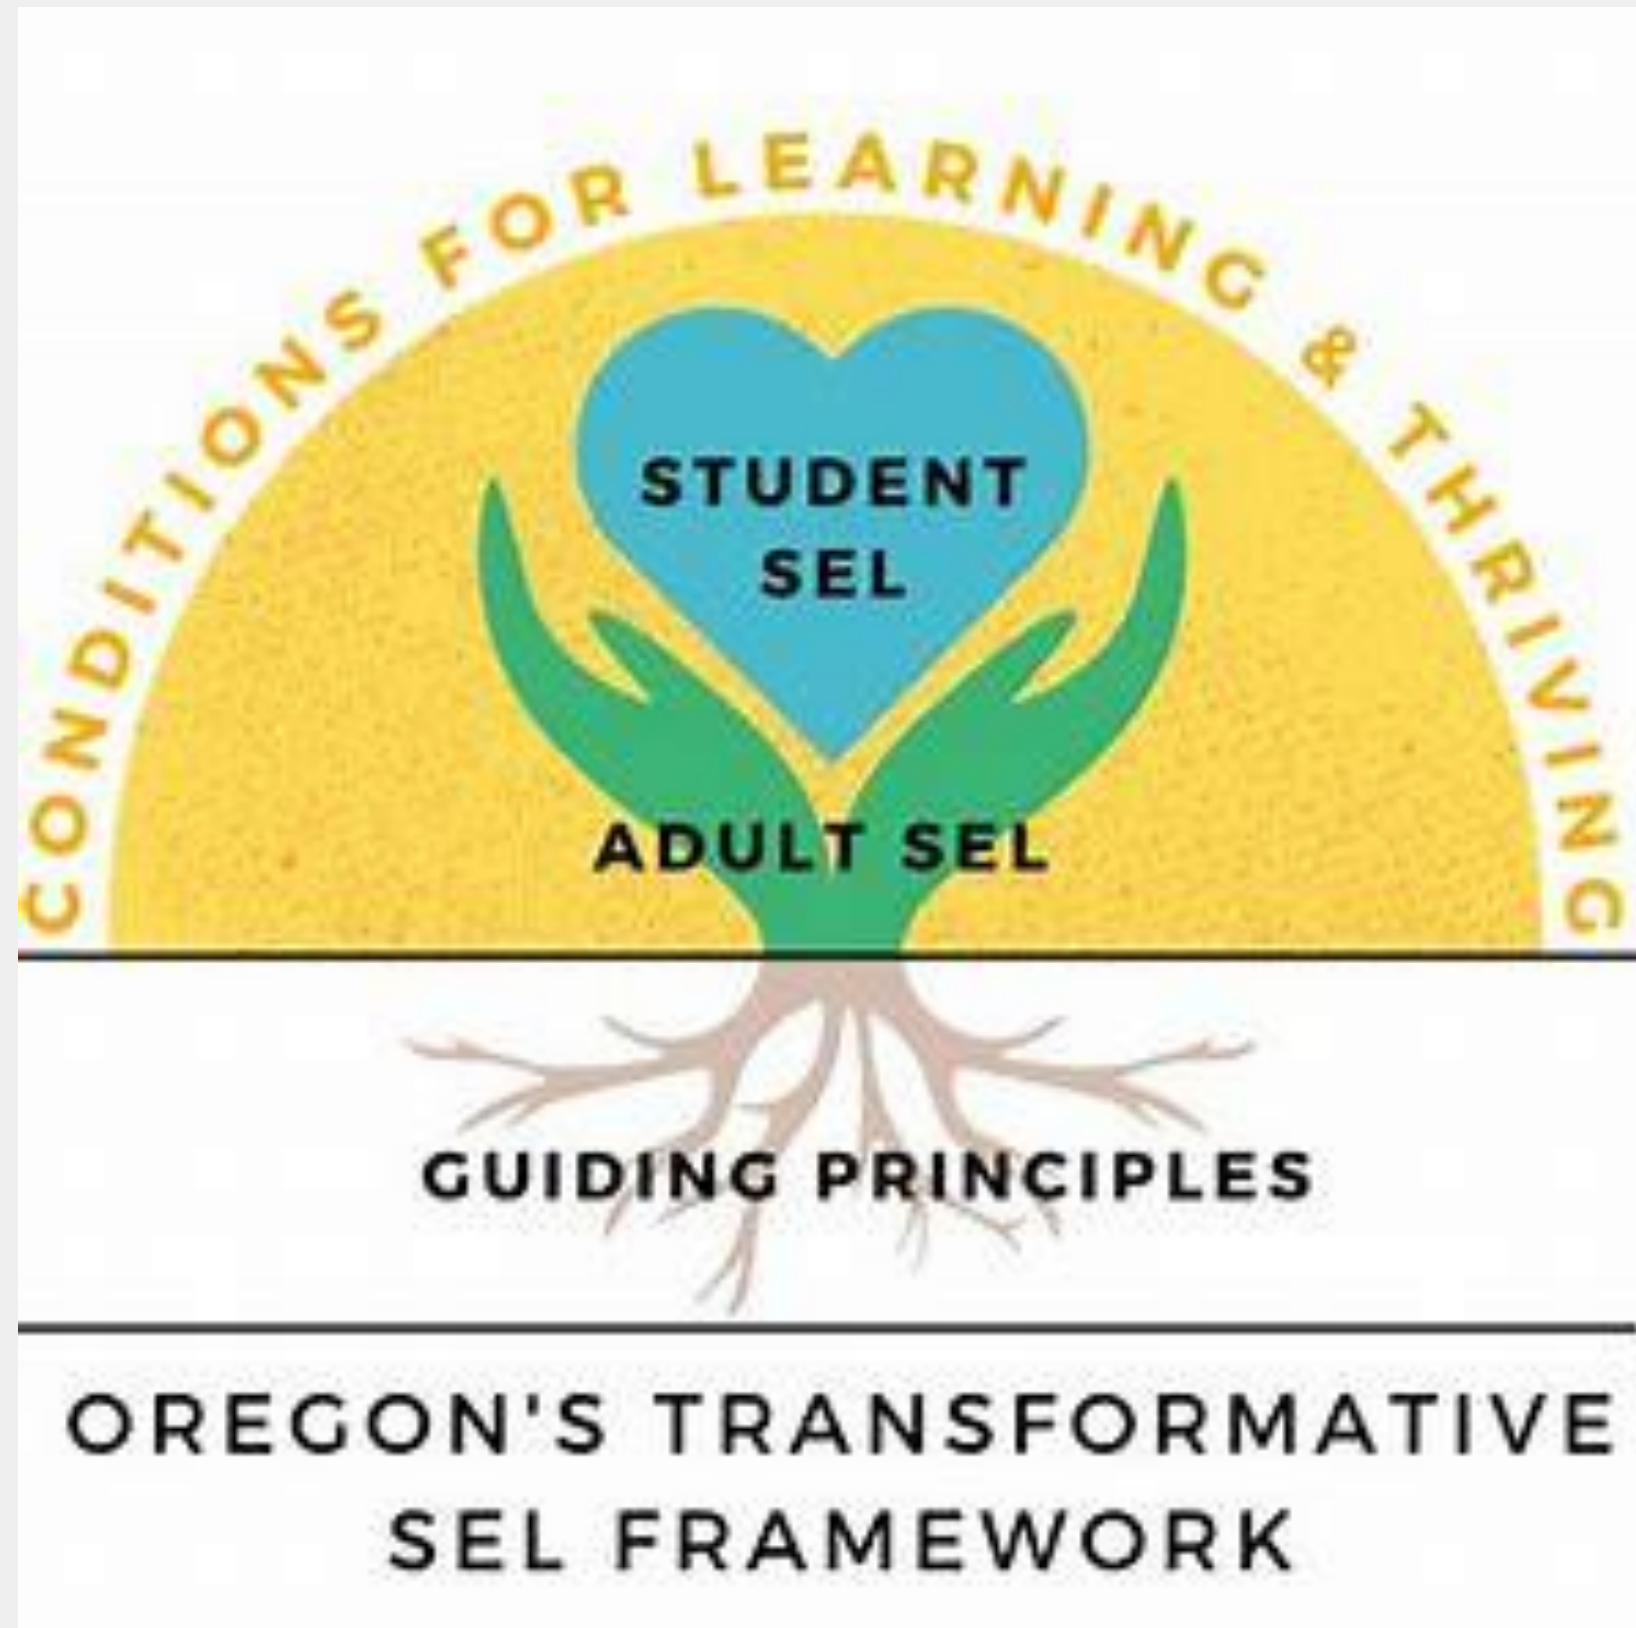 CONDITIONS FOR LEARNING & THRIVING
STUDENT
SEL
ADULT SEL
GUIDING PRINCIPLES
OREGON'S TRANSFORMATIVE
SEL FRAMEWORK